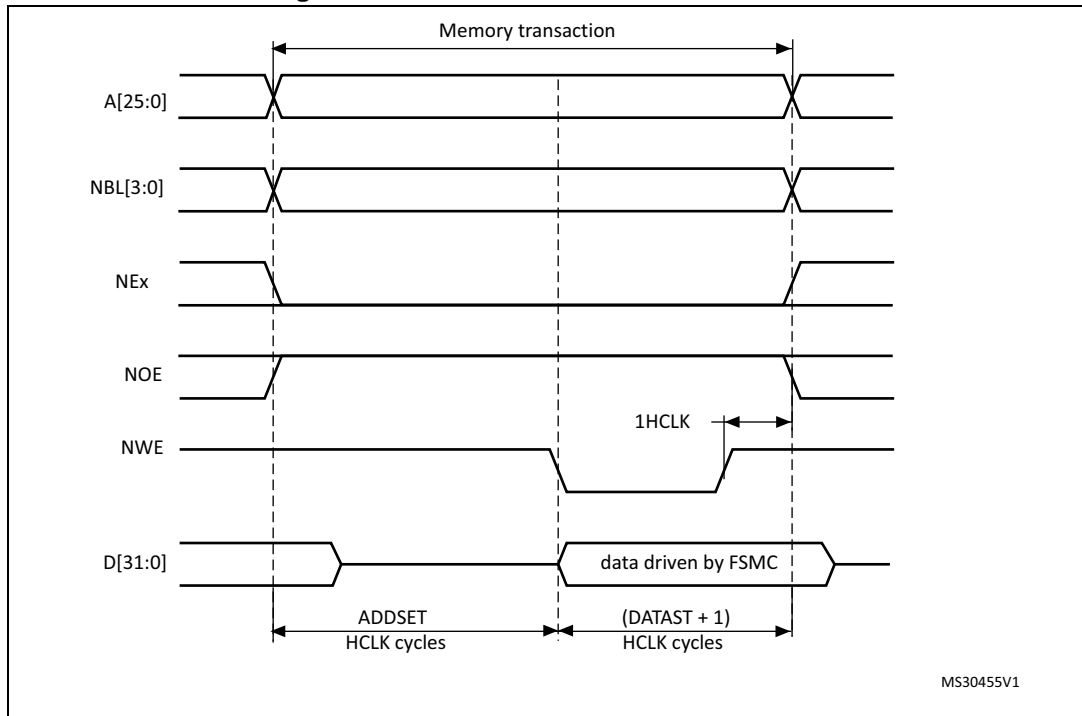 Memory transaction
A[25:0]
NBL[3:0]
NEx
NOE
1HCLK
NWE
D[31:0]
data driven by FSMC
ADDSET
(DATAST + 1)
HCLK cycles
HCLK cycles
MS30455V1